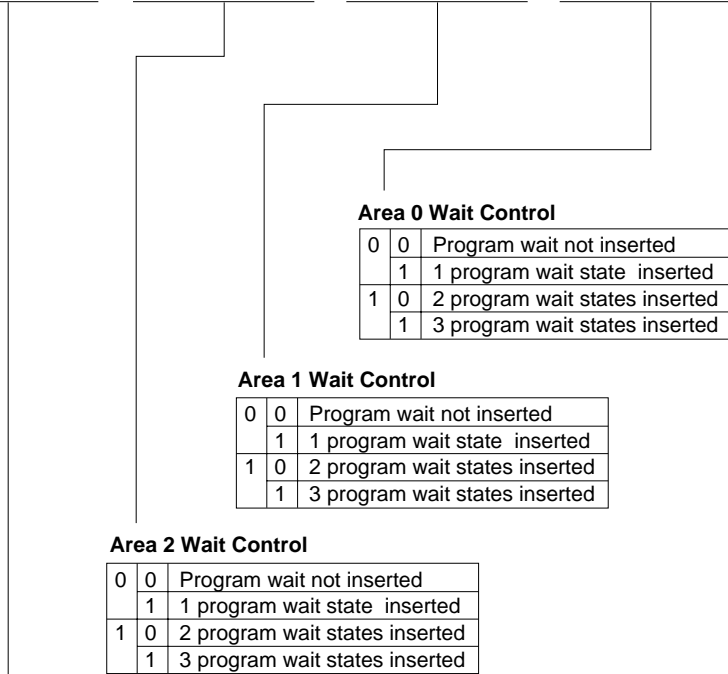 Area 0 Wait Control
0 0 Program wait not inserted
1 1 program wait state inserted
1 0 2 program wait states inserted
1 3 program wait states inserted
Area 1 Wait Control
0 0 Program wait not inserted
1 1 program wait state inserted
1 0 2 program wait states inserted
1 3 program wait states inserted
Area 2 Wait Control
0 0 Program wait not inserted
1 1 program wait state inserted
1 0 2 program wait states inserted
1 3 program wait states inserted